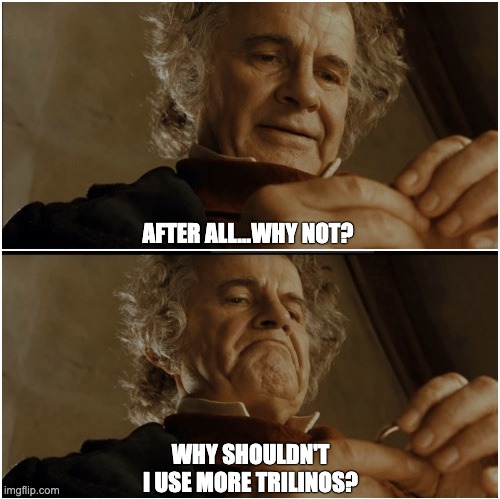 AFTER ALL...WHY NOT?
WHY SHOULDN'T
I USE MORE TRILINOS?
imgflip.com